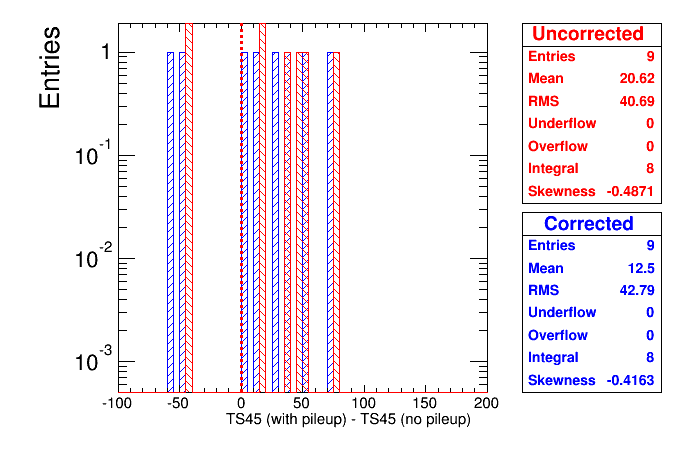 Entries
1
10-1
10-2
10-3
-100 -50 0 50 100 150 200
TS45 (with pileup) - TS45 (no pileup)
Uncorrected
Entries 9
Mean 20.62
RMS 40.69
Underflow 0
Overflow 0
Integral 8
Skewness -0.4871
Corrected
Entries 9
Mean 12.5
RMS 42.79
Underflow 0
Overflow 0
Integral 8
Skewness -0.4163